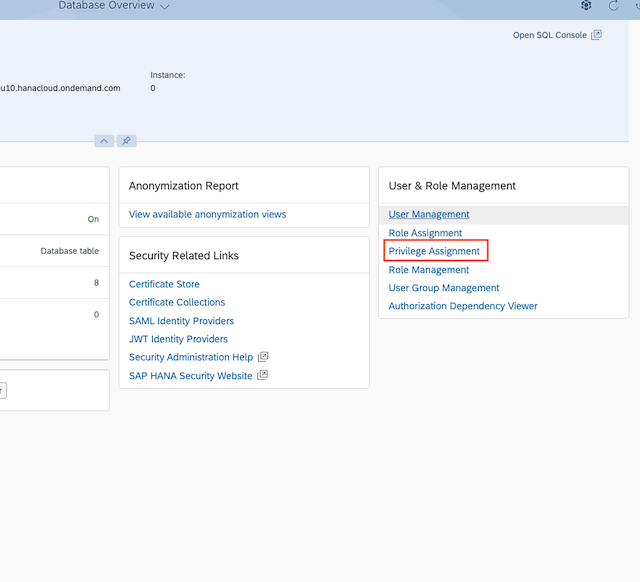 Database Overview
Open SQL Console
Instance:
u10.hanacloud.ondemand.com
0
Anonymization Report
View available anonymization views
User & Role Management
User Management
Role Assignment
Privilege Assignment
Role Management
User Group Management
Authorization Dependency Viewer
On
Database table
8
0
Security Related Links
Certificate Store
Certificate Collections
SAML Identity Providers
JWT Identity Providers
Security Administration Help
SAP HANA Security Website